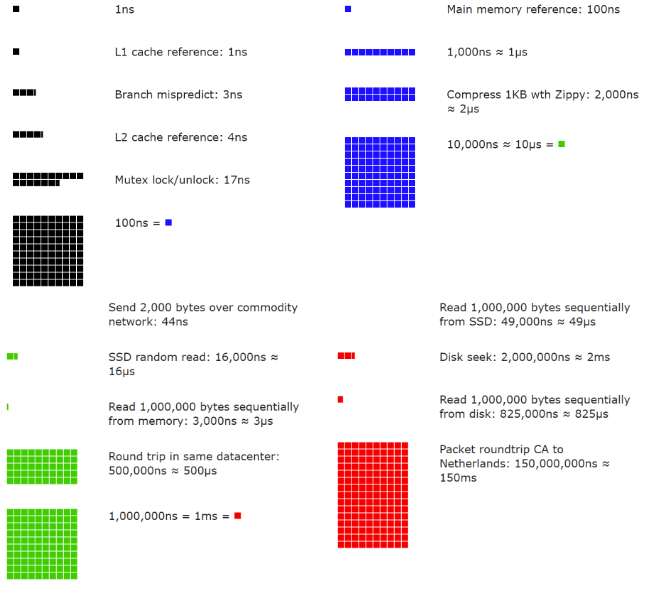 1ns
L1 cache reference: 1ns
Branch mispredict: 3ns
L2 cache reference: 4ns
Mutex lock/unlock: 17ns
100ns =
Main memory reference: 100ns
1,000ns ≈ 1μs
Compress 1KB wth Zippy: 2,000ns
≈ 2μs
10,000ns ≈ 10μs =
Send 2,000 bytes over commodity
network: 44ns
SSD random read: 16,000ns ≈
16μs
Read 1,000,000 bytes sequentially
from memory: 3,000ns ≈ 3μs
Round trip in same datacenter:
500,000ns ≈ 500μs
1,000,000ns = 1ms =
Read 1,000,000 bytes sequentially
from SSD: 49,000ns ≈ 49μs
Disk seek: 2,000,000ns ≈ 2ms
Read 1,000,000 bytes sequentially
from disk: 825,000ns ≈ 825μs
Packet roundtrip CA to
Netherlands: 150,000,000ns ≈
150ms